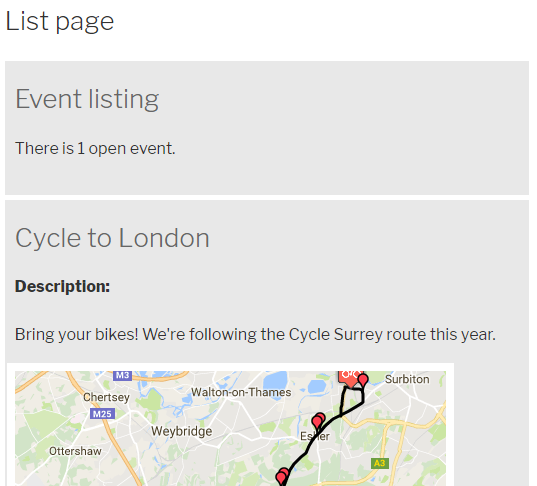 List page
Event listing
There is 1 open event.
Cycle to London
Description:
Bring your bikes! We're following the Cycle Surrey route this year.
M3
Surbiton
Chertsey
Walton-on-Thames
M25
Weybridge
Esher
Ottershaw
A3